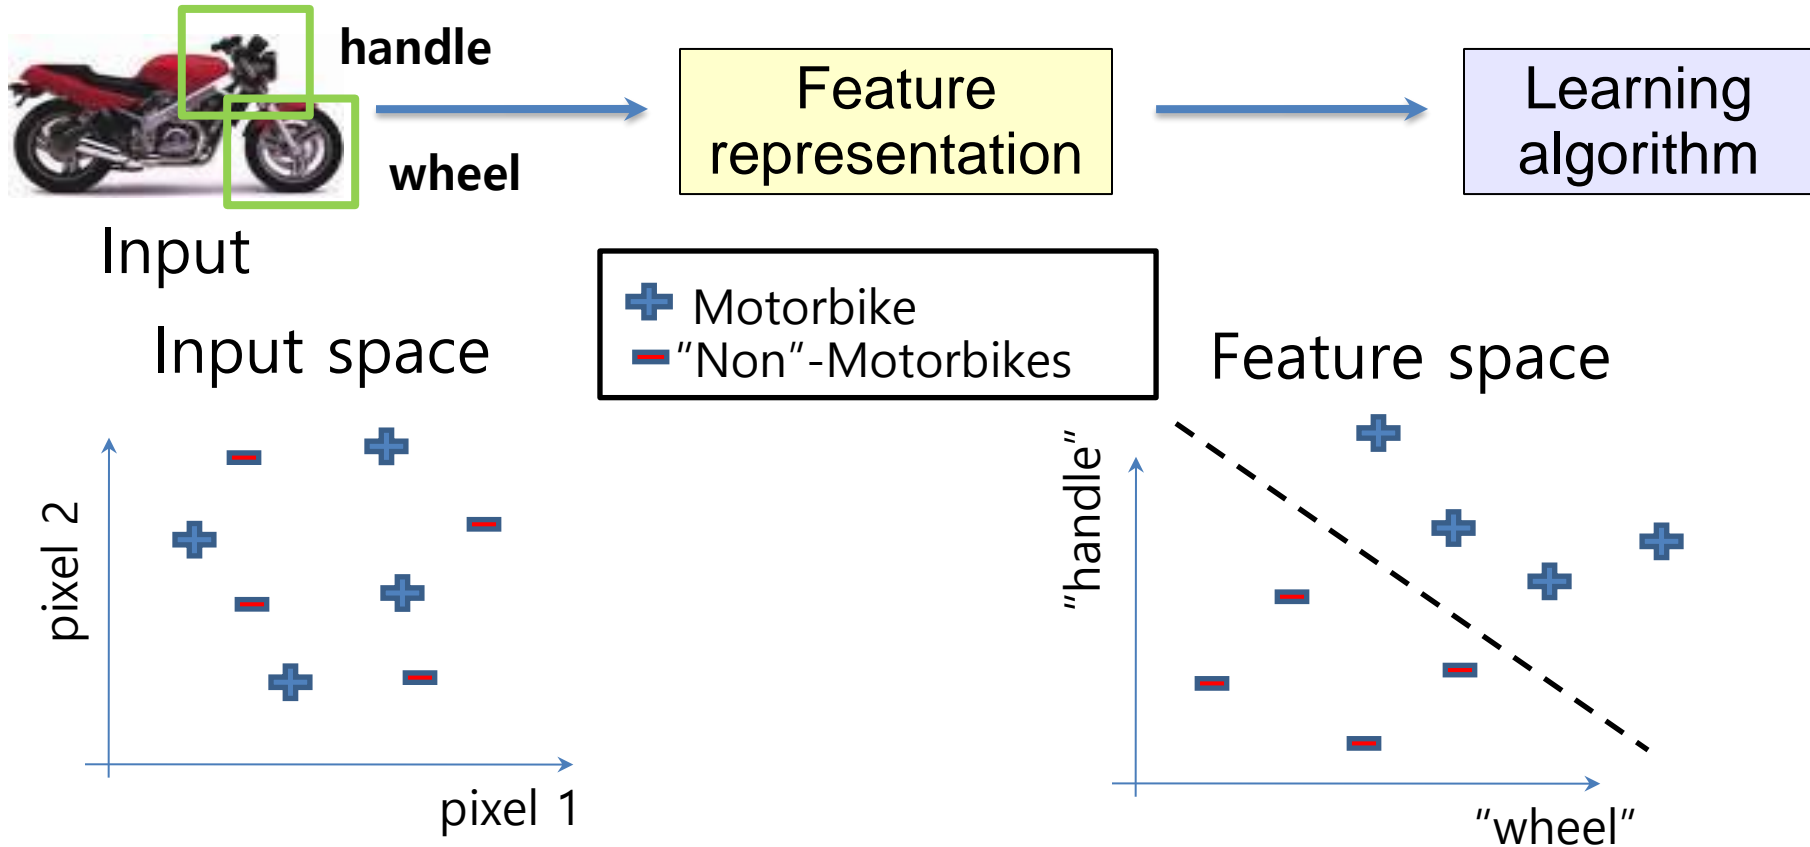 handle
wheel
Input
Feature
representation
Learning
algorithm
Motorbike
"Non"-Motorbikes
Input space
pixel 2
pixel 1
Feature space
"handle"
"wheel"